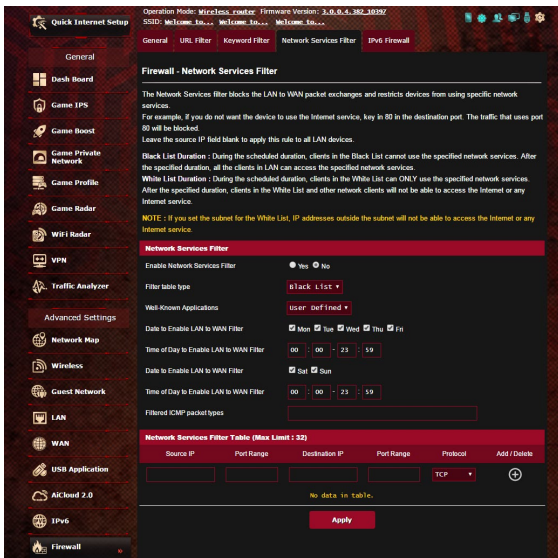 Quick Internet Setup
Operation Mode: Wireless router Firmware Version: 3.0.0.4.382_10397
SSID: Welcome to... Welcome to... Welcome to...
General URL Filter Keyword Filter Network Services Filter IPv6 Firewall
General
Dash Board
Game IPS
Game Boost
Game Private
Network
Game Profile
Game Radar
WiFi Radar
VPN
Traffic Analyzer
Advanced Settings
Network Map
Wireless
Guest Network
LAN
WAN
USB Application
AiCloud 2.0
IPv6
Firewall
Firewall - Network Services Filter
The Network Services filter blocks the LAN to WAN packet exchanges and restricts devices from using specific network
services.
For example, if you do not want the device to use the Internet service, key in 80 in the destination port. The traffic that uses port
80 will be blocked.
Leave the source IP field blank to apply this rule to all LAN devices.
Black List Duration : During the scheduled duration, clients in the Black List cannot use the specified network services. After
the specified duration, all the clients in LAN can access the specified network services.
White List Duration : During the scheduled duration, clients in the White List can ONLY use the specified network services.
After the specified duration, clients in the White List and other network clients will not be able to access the Internet or any
Internet service.
NOTE : If you set the subnet for the White List, IP addresses outside the subnet will not be able to access the Internet or any
Internet service.
Network Services Filter
Enable Network Services Filter Yes No
Filter table type Black List
Well-Known Applications User Defined
Date to Enable LAN to WAN Filter Mon Tue Wed Thu Fri
Time of Day to Enable LAN to WAN Filter 00 : 00 - 23 : 59
Date to Enable LAN to WAN Filter Sat Sun
Time of Day to Enable LAN to WAN Filter 00 : 00 - 23 : 59
Filtered ICMP packet types
Network Services Filter Table (Max Limit : 32)
Source IP Port Range Destination IP Port Range Protocol Add / Delete
TCP
No data in table.
Apply